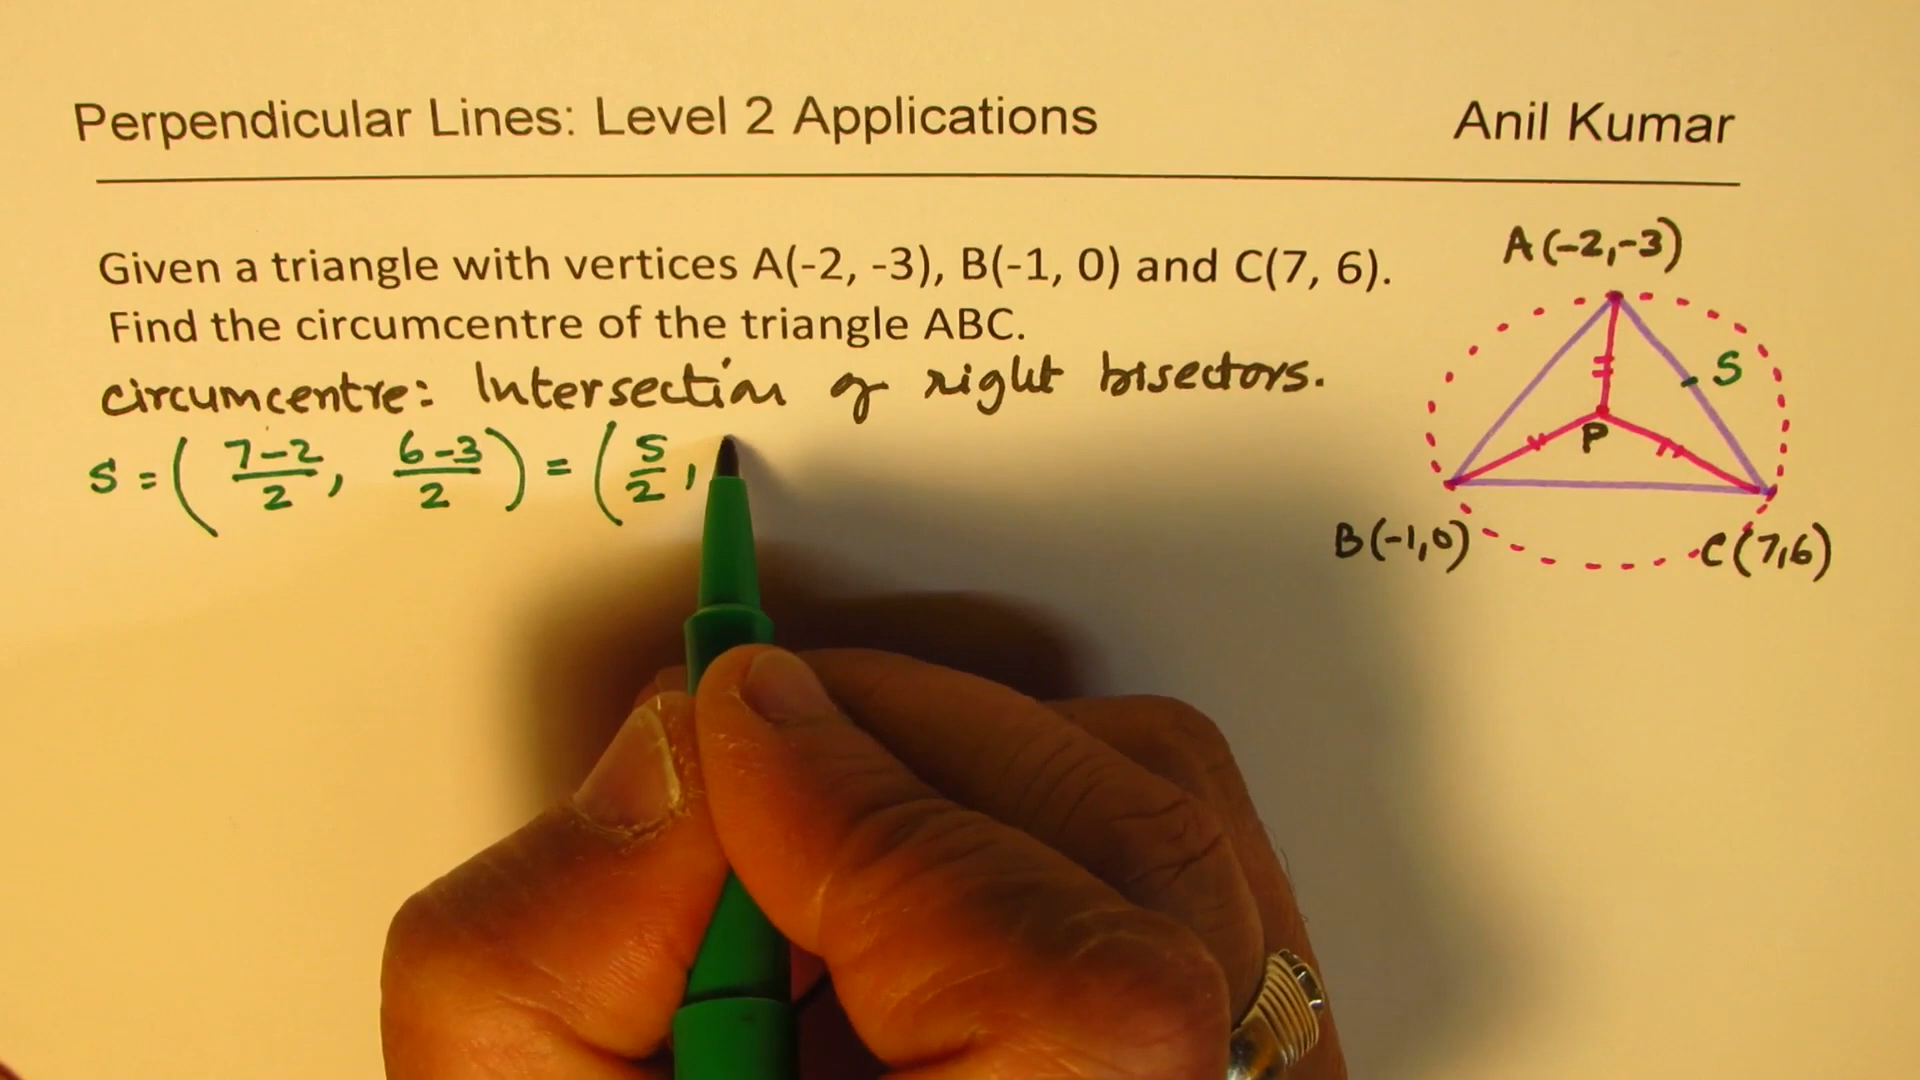 Perpendicular Lines: Level 2 Applications Anil Kumar
Given a triangle with vertices A(-2, -3), B(-1, 0) and C(7, 6).
Find the circumcentre of the triangle ABC.
circumcentre: Intersection of right bisectors.
S = ( 7-2/2, 6-3/2 ) = ( 5/2,
A(-2,-3)
S
P
B(-1,0)
C(7,6)